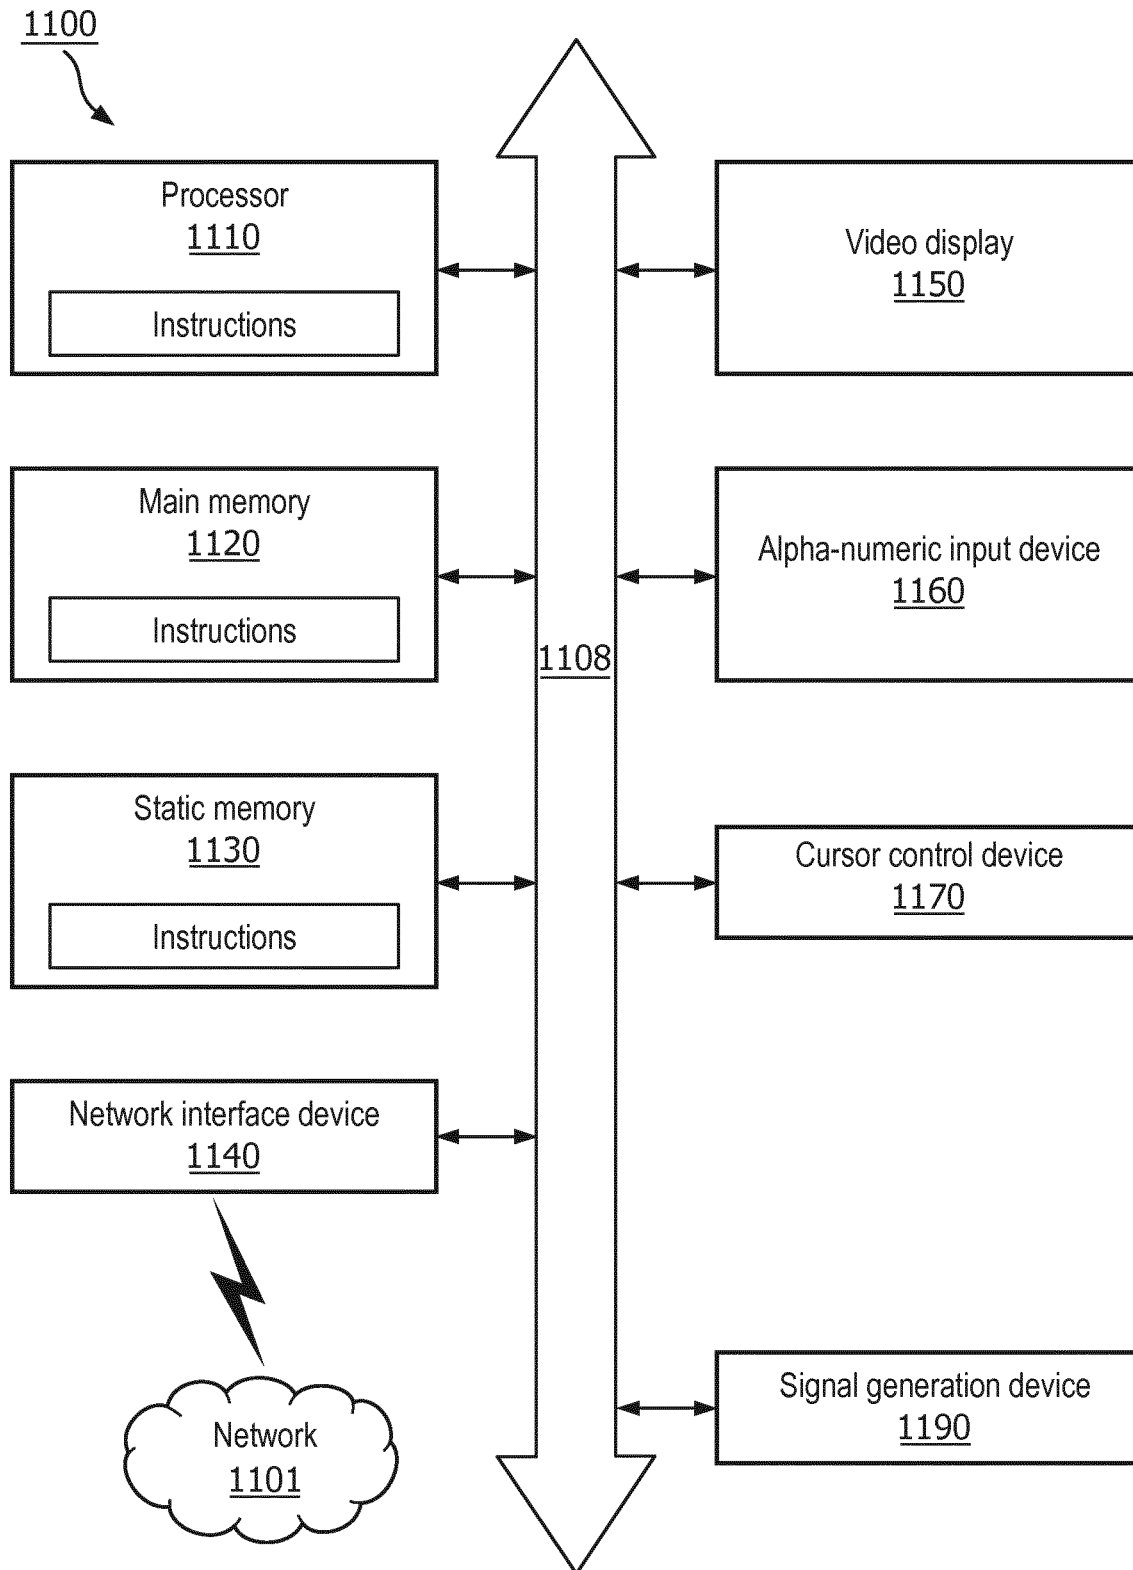 1100
Processor
1110
Instructions
Main memory
1120
Instructions
Static memory
1130
Instructions
Network interface device
1140
Network
1101
1108
Video display
1150
Alpha-numeric input device
1160
Cursor control device
1170
Signal generation device
1190